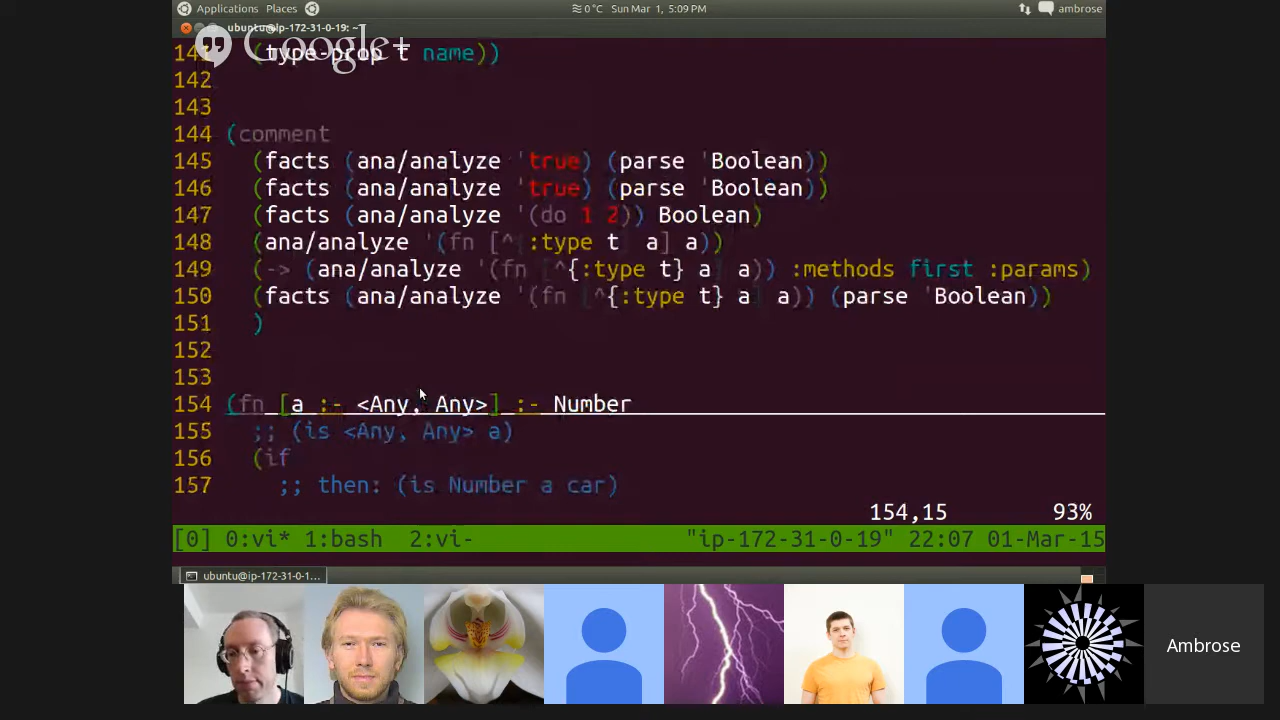 Applications Places 0°C Sun Mar 1, 5:09 PM ambrose
ubuntu@ip-172-31-0-19: ~
Google+
141 (type-prop t name))
142
143
144 (comment
145 (facts (ana/analyze 'true) (parse 'Boolean))
146 (facts (ana/analyze 'true) (parse 'Boolean))
147 (facts (ana/analyze '(do 1 2)) Boolean)
148 (ana/analyze '(fn [^{:type t} a] a))
149 (-> (ana/analyze '(fn [^{:type t} a] a)) :methods first :params)
150 (facts (ana/analyze '(fn [^{:type t} a] a)) (parse 'Boolean))
151 )
152
153
154 (fn [a :- <Any, Any>] :- Number
155 ;; (is <Any, Any> a)
156 (if
157 ;; then: (is Number a car)
154,15 93%
[0] 0:vi* 1:bash 2:vi- "ip-172-31-0-19" 22:07 01-Mar-15
ubuntu@ip-172-31-0-1...
Ambrose